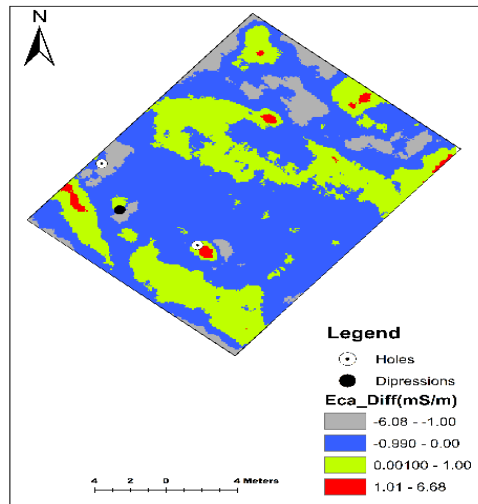 N
Legend
Holes
Dipressions
Eca_Diff(mS/m)
-6.08 - -1.00
-0.990 - 0.00
0.00100 - 1.00
1.01 - 6.68
4 2 0 4 Meters